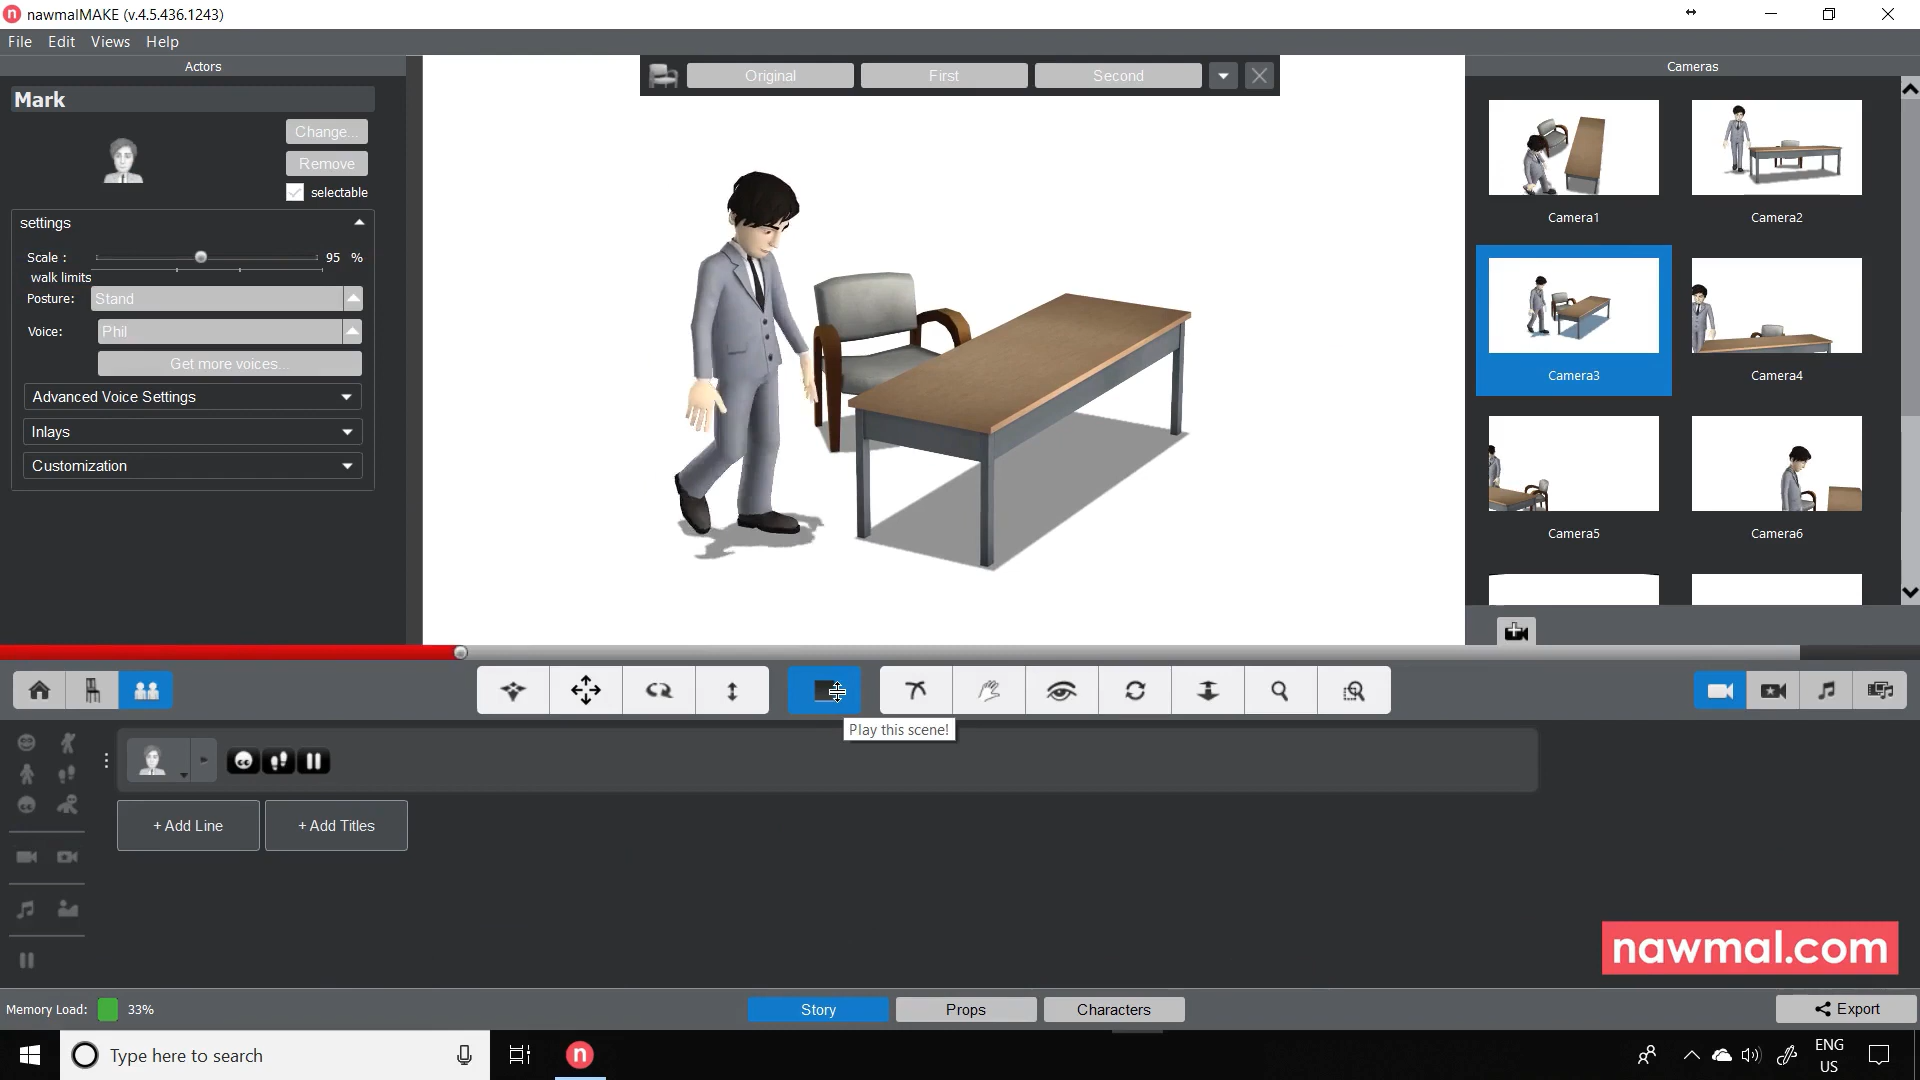 nawmalMAKE (v.4.5.436.1243)
File Edit Views Help
Actors
Mark
Change...
Remove
selectable
settings
Scale : 95 %
walk limits
Posture: Stand
Voice: Phil
Get more voices...
Advanced Voice Settings
Inlays
Customization
Original First Second
Cameras
Camera1 Camera2
Camera3 Camera4
Camera5 Camera6
Play this scene!
+ Add Line + Add Titles
nawmal.com
Memory Load: 33%
Story Props Characters
Export
Type here to search
n
ENG
US